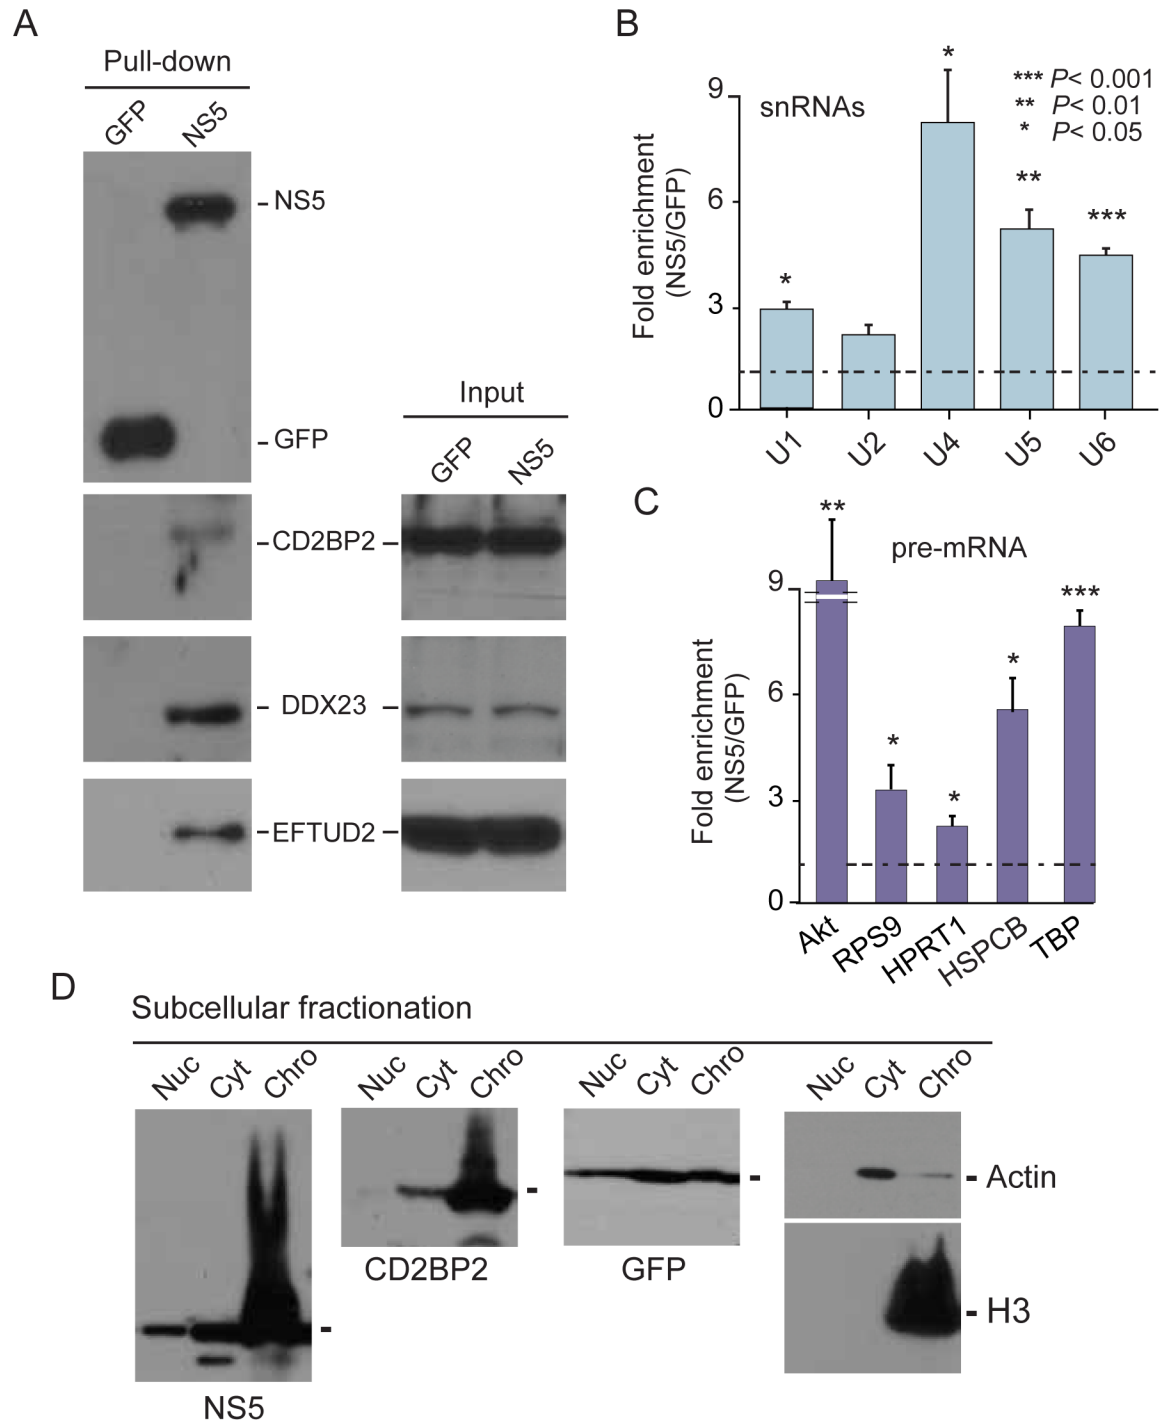 A
Pull-down
GFP NS5
NS5
GFP
Input
GFP NS5
CD2BP2
DDX23
EFTUD2
B
snRNAs
*** P< 0.001
** P< 0.01
* P< 0.05
Fold enrichment
(NS5/GFP)
9
6
3
0
* * ** ***
U1 U2 U4 U5 U6
C
pre-mRNA
Fold enrichment
(NS5/GFP)
9
6
3
0
** * * * ***
Akt RPS9 HPRT1 HSPCB TBP
D
Subcellular fractionation
Nuc Cyt Chro Nuc Cyt Chro Nuc Cyt Chro Nuc Cyt Chro
Actin
CD2BP2 GFP
H3
NS5